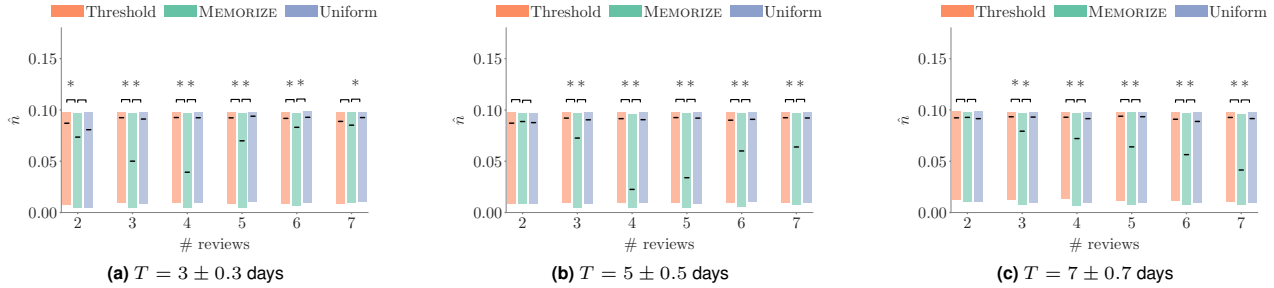 Threshold MEMORIZE Uniform
0.15
0.10
0.05
0.00
n̂
* * * * * * * * * * *
2 3 4 5 6 7
# reviews
(a) T = 3 ± 0.3 days
Threshold MEMORIZE Uniform
0.15
0.10
0.05
0.00
n̂
* * * * * * * * * *
2 3 4 5 6 7
# reviews
(b) T = 5 ± 0.5 days
Threshold MEMORIZE Uniform
0.15
0.10
0.05
0.00
n̂
* * * * * * * * * *
2 3 4 5 6 7
# reviews
(c) T = 7 ± 0.7 days